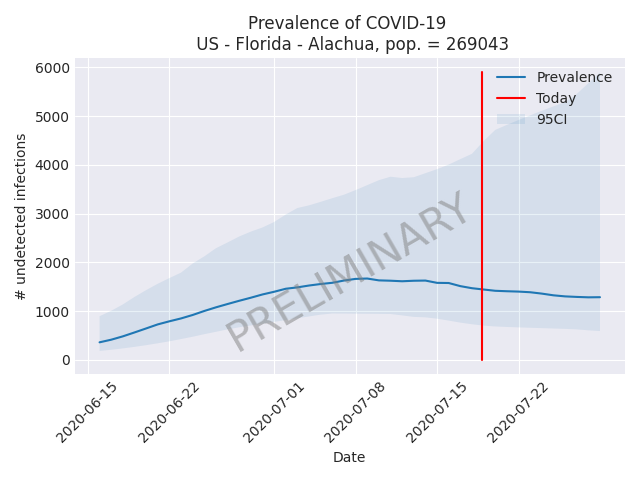 Prevalence of COVID-19
US - Florida - Alachua, pop. = 269043
6000
5000
4000
3000
2000
1000
0
# undetected infections
Prevalence
Today
95CI
PRELIMINARY
2020-06-15
2020-06-22
2020-07-01
2020-07-08
2020-07-15
2020-07-22
Date